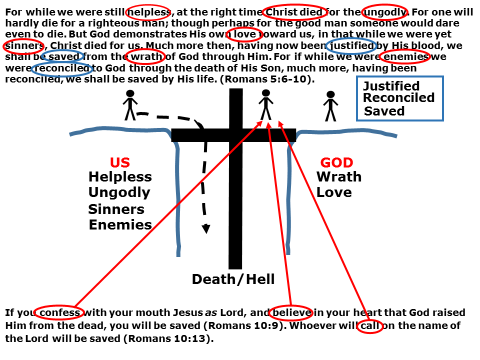 For while we were still helpless, at the right time Christ died for the ungodly. For one will
hardly die for a righteous man; though perhaps for the good man someone would dare
even to die. But God demonstrates His own love toward us, in that while we were yet
sinners, Christ died for us. Much more then, having now been justified by His blood, we
shall be saved from the wrath of God through Him. For if while we were enemies we
were reconciled to God through the death of His Son, much more, having been
reconciled, we shall be saved by His life. (Romans 5:6-10).
Justified
Reconciled
Saved
US
Helpless
Ungodly
Sinners
Enemies
GOD
Wrath
Love
Death/Hell
If you confess with your mouth Jesus as Lord, and believe in your heart that God raised
Him from the dead, you will be saved (Romans 10:9). Whoever will call on the name of
the Lord will be saved (Romans 10:13).